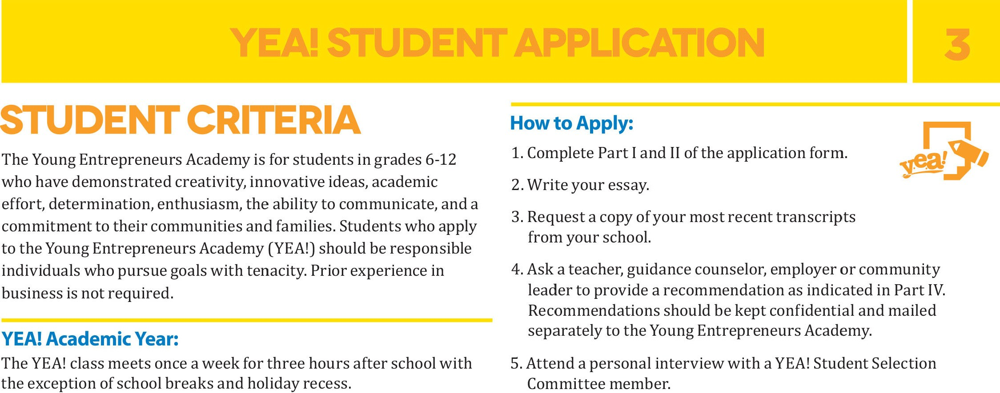 YEA! STUDENT APPLICATION
3
STUDENT CRITERIA
The Young Entrepreneurs Academy is for students in grades 6-12
who have demonstrated creativity, innovative ideas, academic
effort, determination, enthusiasm, the ability to communicate, and a
commitment to their communities and families. Students who apply
to the Young Entrepreneurs Academy (YEA!) should be responsible
individuals who pursue goals with tenacity. Prior experience in
business is not required.
YEA! Academic Year:
The YEA! class meets once a week for three hours after school with
the exception of school breaks and holiday recess.
How to Apply:
1. Complete Part I and II of the application form.
2. Write your essay.
3. Request a copy of your most recent transcripts
from your school.
4. Ask a teacher, guidance counselor, employer or community
leader to provide a recommendation as indicated in Part IV.
Recommendations should be kept confidential and mailed
separately to the Young Entrepreneurs Academy.
5. Attend a personal interview with a YEA! Student Selection
Committee member.
y.e.a!